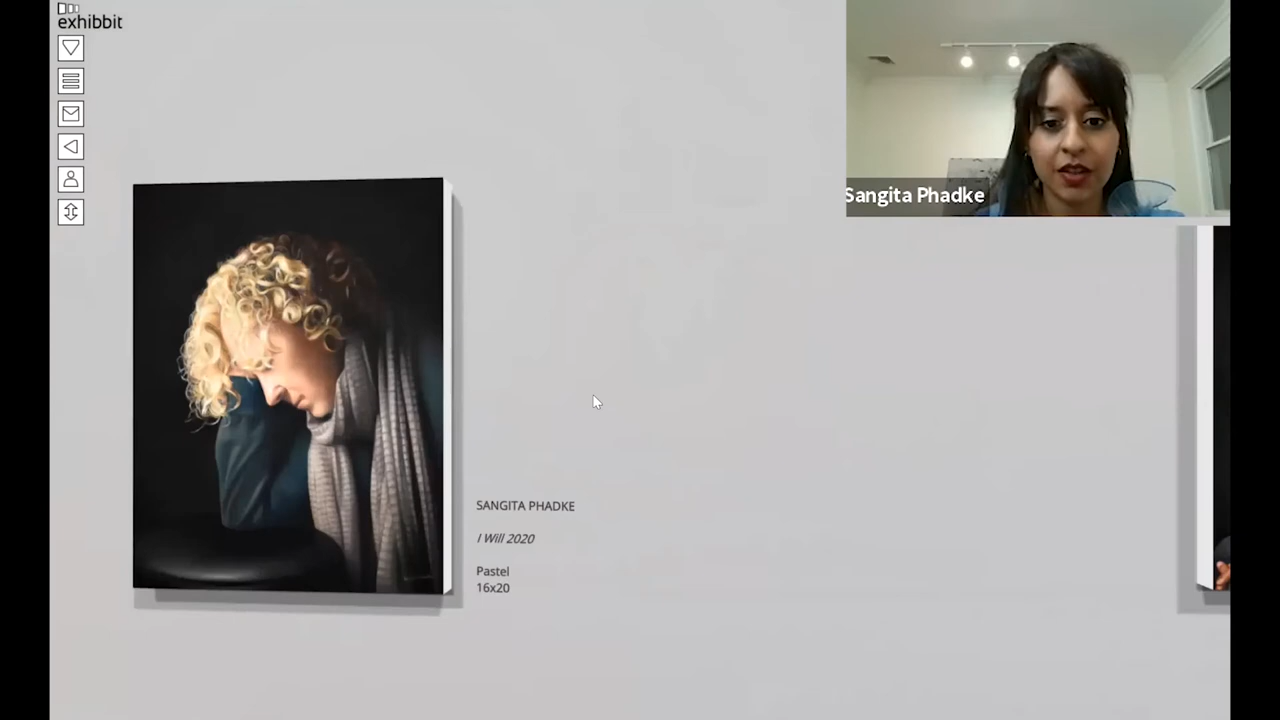 exhibbit
Sangita Phadke
SANGITA PHADKE
I Will 2020
Pastel
16x20